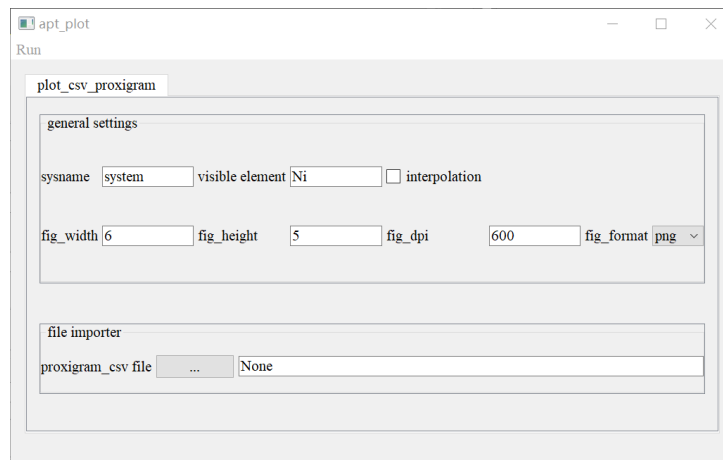 apt_plot
Run
plot_csv_proxigram
general settings
sysname system visible element Ni interpolation
fig_width 6 fig_height 5 fig_dpi 600 fig_format png
file importer
proxigram_csv file ... None